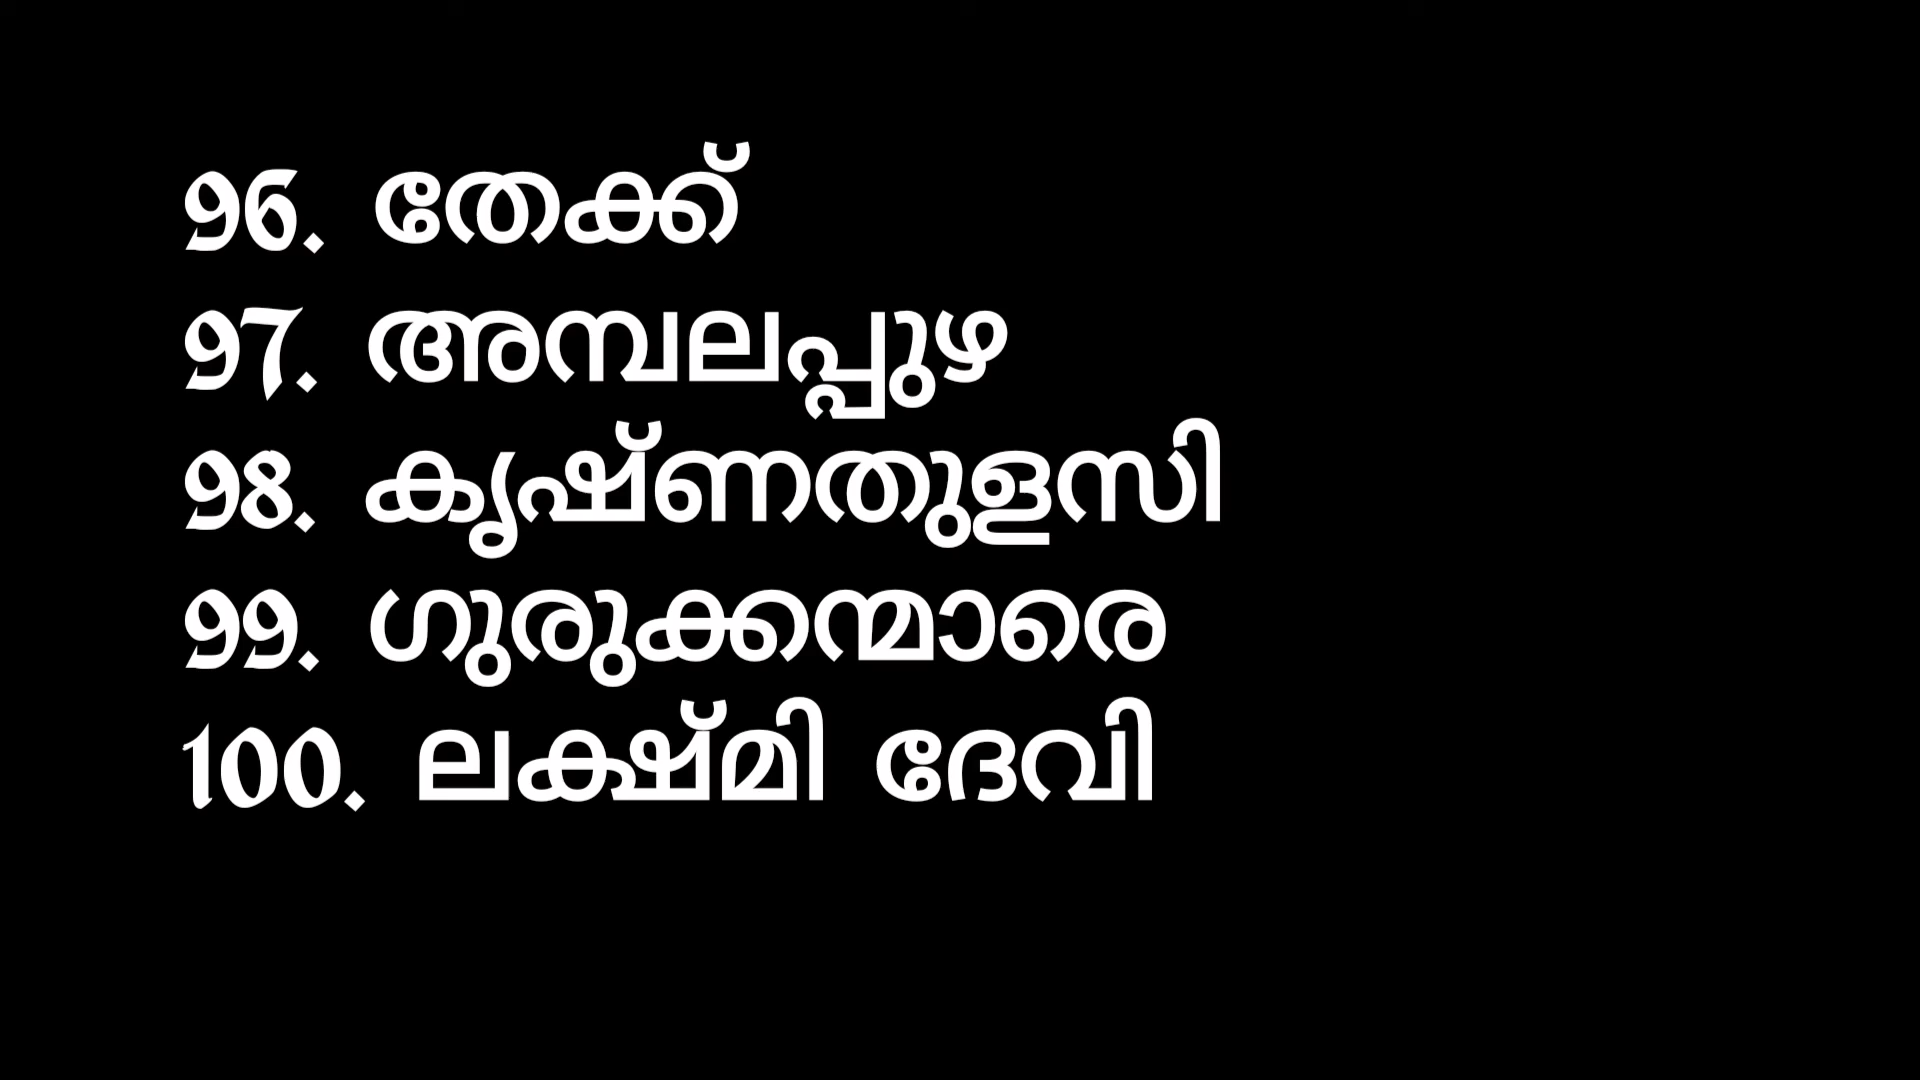 96. തേക്ക്
97. അമ്പലപ്പുഴ
98. കൃഷ്ണതുളസി
99. ഗുരുക്കന്മാരെ
100. ലക്ഷ്മി ദേവി